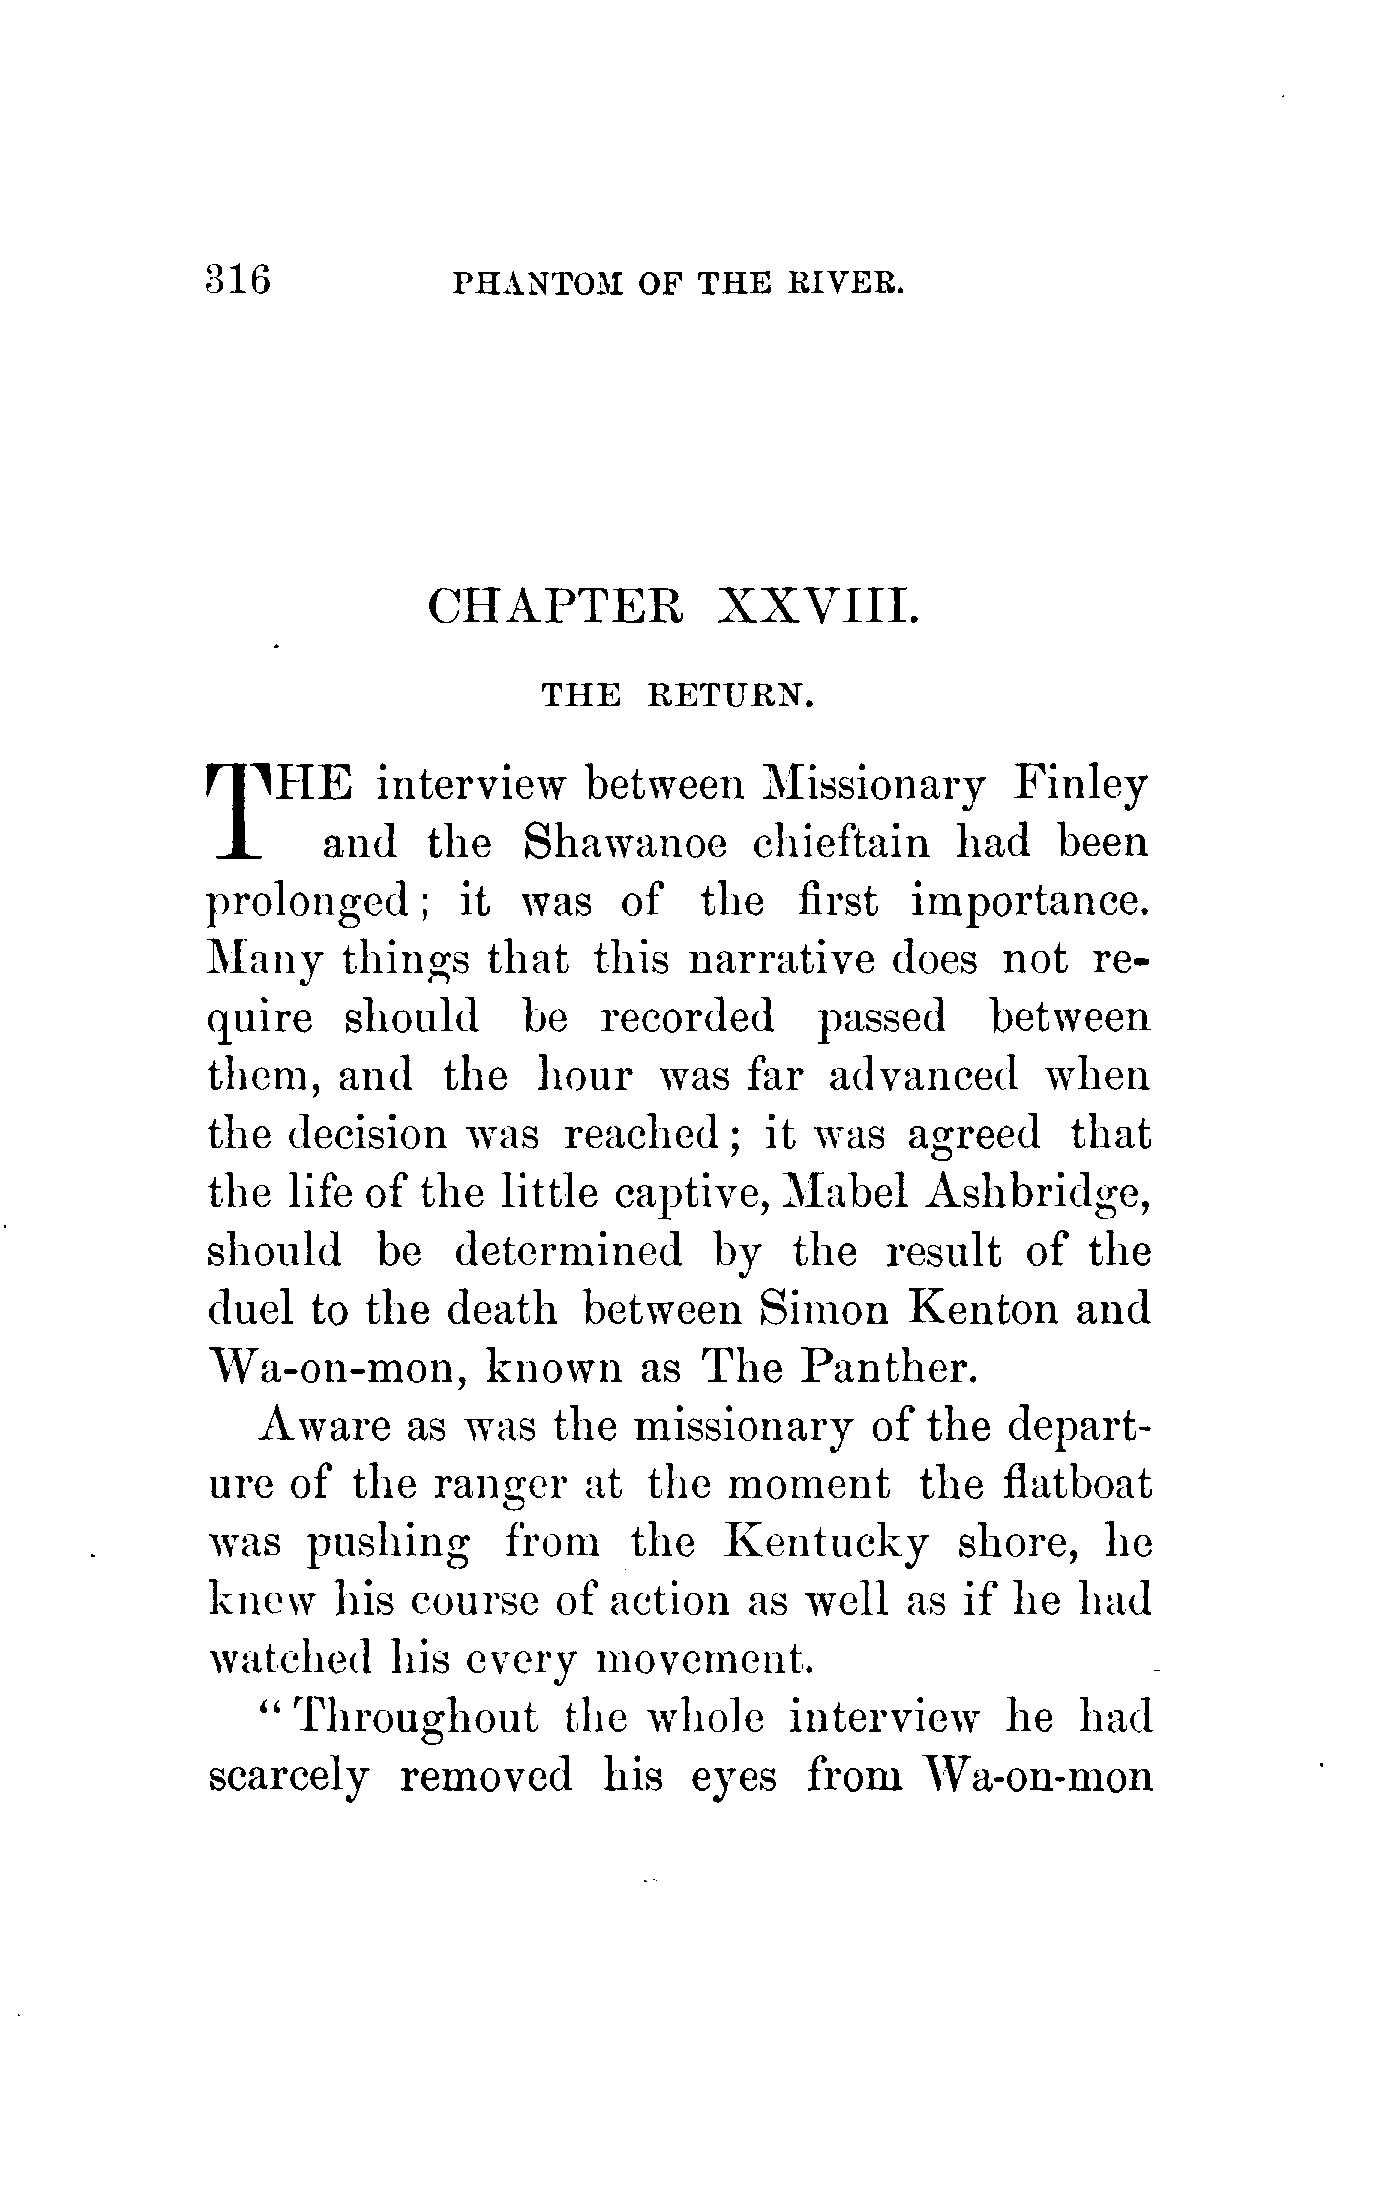 316 PHANTOM OF THE RIVER.
CHAPTER XXVIII.
THE RETURN.
THE interview between Missionary Finley
and the Shawanoe chieftain had been
prolonged; it was of the first importance.
Many things that this narrative does not re-
quire should be recorded passed between
them, and the hour was far advanced when
the decision was reached; it was agreed that
the life of the little captive, Mabel Ashbridge,
should be determined by the result of the
duel to the death between Simon Kenton and
Wa-on-mon, known as The Panther.
Aware as was the missionary of the depart-
ure of the ranger at the moment the flatboat
was pushing from the Kentucky shore, he
knew his course of action as well as if he had
watched his every movement.
“Throughout the whole interview he had
scarcely removed his eyes from Wa-on-mon